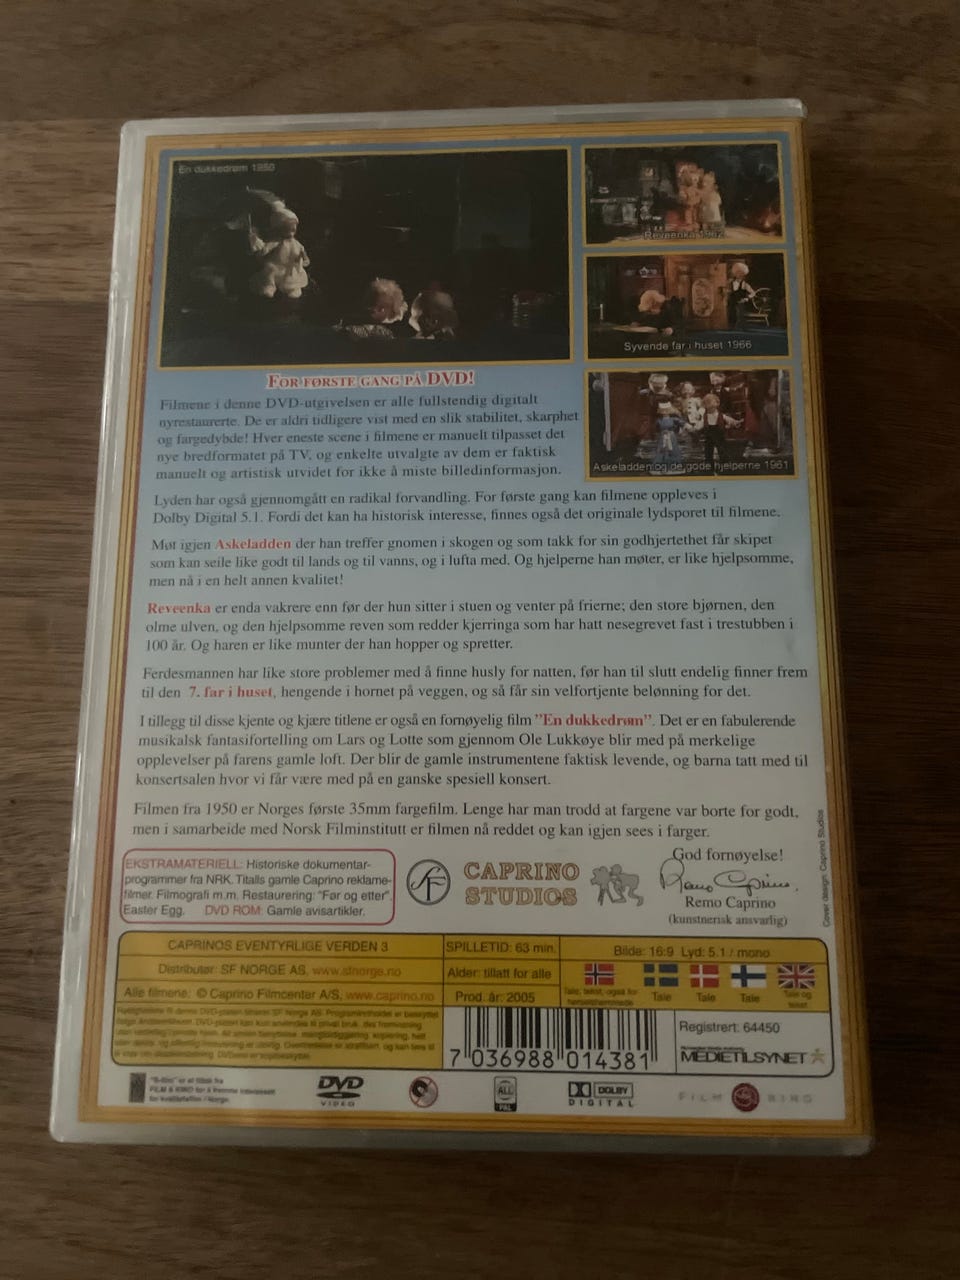 En dukkedrøm 1950
Reveenka 1962
Syvende far i huset 1966
Askeladden og de gode hjelperne 1961
FOR FØRSTE GANG PÅ DVD!
Filmene i denne DVD-utgivelsen er alle fullstendig digitalt
nyrestaurerte. De er aldri tidligere vist med en slik stabilitet, skarphet
og fargedybde! Hver eneste scene i filmene er manuelt tilpasset det
nye bredformatet på TV, og enkelte utvalgte av dem er faktisk
manuelt og artistisk utvidet for ikke å miste billedinformasjon.
Lyden har også gjennomgått en radikal forvandling. For første gang kan filmene oppleves i
Dolby Digital 5.1. Fordi det kan ha historisk interesse, finnes også det originale lydsporet til filmene.
Møt igjen Askeladden der han treffer gnomen i skogen og som takk for sin godhjertethet får skipet
som kan seile like godt til lands og til vanns, og i lufta med. Og hjelperne han møter, er like hjelpsomme,
men nå i en helt annen kvalitet!
Reveenka er enda vakrere enn før der hun sitter i stuen og venter på frierne; den store bjørnen, den
olme ulven, og den hjelpsomme reven som redder kjerringa som har hatt nesegrevet fast i trestubben i
100 år. Og haren er like munter der han hopper og spretter.
Ferdesmannen har like store problemer med å finne husly for natten, før han til slutt endelig finner frem
til den 7. far i huset, hengende i hornet på veggen, og så får sin velfortjente belønning for det.
I tillegg til disse kjente og kjære titlene er også en fornøyelig film "En dukkedrøm". Det er en fabulerende
musikalsk fantasifortelling om Lars og Lotte som gjennom Ole Lukkøye blir med på merkelige
opplevelser på farens gamle loft. Der blir de gamle instrumentene faktisk levende, og barna tatt med til
konsertsalen hvor vi får være med på en ganske spesiell konsert.
Filmen fra 1950 er Norges første 35mm fargefilm. Lenge har man trodd at fargene var borte for godt,
men i samarbeide med Norsk Filminstitutt er filmen nå reddet og kan igjen sees i farger.
EKSTRAMATERIELL: Historiske dokumentar-
programmer fra NRK. Titalls gamle Caprino reklame-
filmer. Filmografi m.m. Restaurering: "Før og etter".
Easter Egg. DVD ROM: Gamle avisartikler.
SF
CAPRINO
STUDIOS
God fornøyelse!
Remo Caprino
Remo Caprino
(kunstnerisk ansvarlig)
Cover design: Caprino Studios
CAPRINOS EVENTYRLIGE VERDEN 3
Distributør: SF NORGE AS. www.sfnorge.no
Alle filmene: © Caprino Filmcenter A/S, www.caprino.no
SPILLETID: 63 min.
Alder: tillatt for alle
Prod. år: 2005
Bilde: 16:9 Lyd: 5.1 / mono
Tale, tekst, også for
hørselshemmede
Tale
Tale
Tale
Tale og
tekst
7 036988 014381
Registrert: 64450
MEDIETILSYNET
DVD
VIDEO
ALL
PAL
DOLBY
DIGITAL
FILM RING